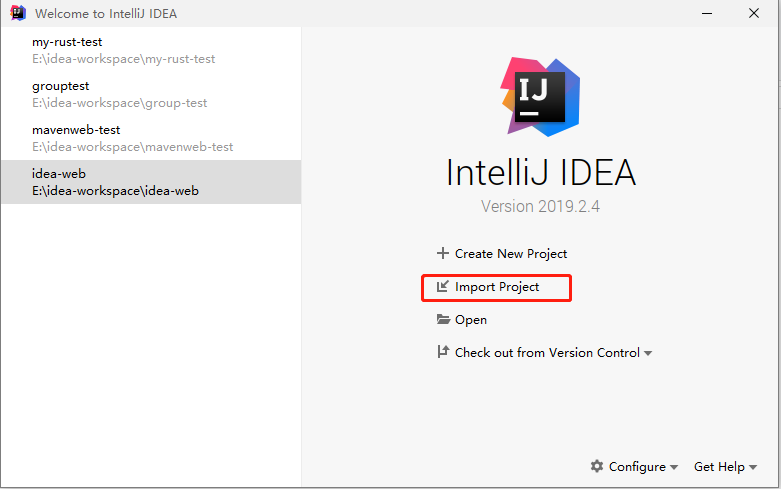 Welcome to IntelliJ IDEA
my-rust-test
E:\idea-workspace\my-rust-test
grouptest
E:\idea-workspace\group-test
mavenweb-test
E:\idea-workspace\mavenweb-test
idea-web
E:\idea-workspace\idea-web
IJ
IntelliJ IDEA
Version 2019.2.4
Create New Project
Import Project
Open
Check out from Version Control
Configure
Get Help